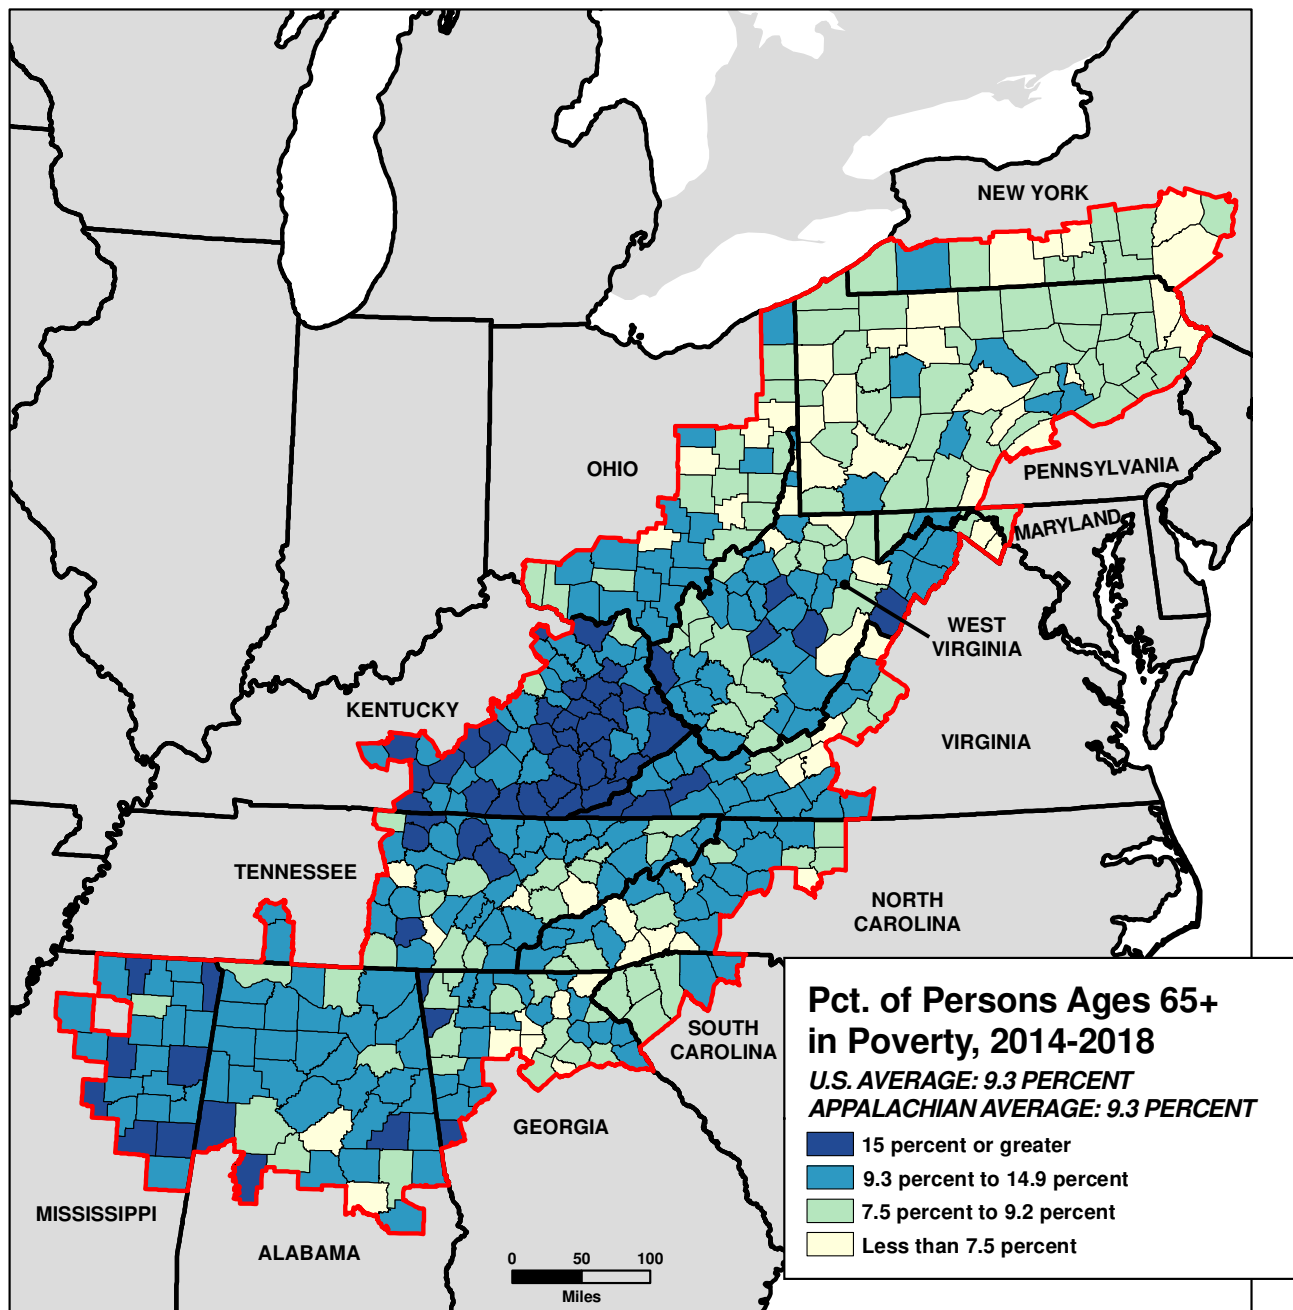 NEW YORK
OHIO
PENNSYLVANIA
MARYLAND
WEST
VIRGINIA
KENTUCKY
VIRGINIA
TENNESSEE
NORTH
CAROLINA
SOUTH
CAROLINA
GEORGIA
MISSISSIPPI
ALABAMA
0 50 100
Miles
Pct. of Persons Ages 65+
in Poverty, 2014-2018
U.S. AVERAGE: 9.3 PERCENT
APPALACHIAN AVERAGE: 9.3 PERCENT
15 percent or greater
9.3 percent to 14.9 percent
7.5 percent to 9.2 percent
Less than 7.5 percent